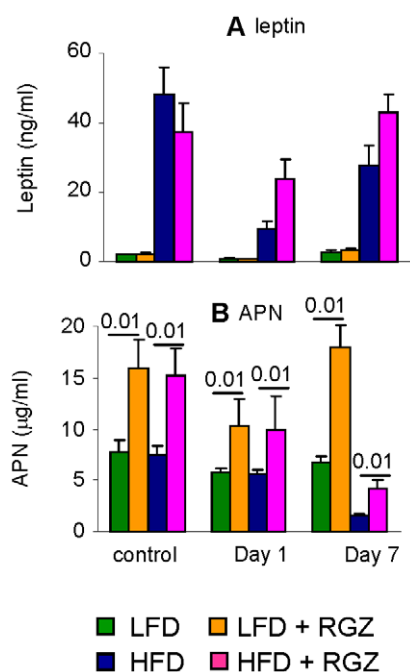 A leptin
60
40
20
0
Leptin (ng/ml)
B APN
0.01 0.01 0.01 0.01 0.01 0.01
20
15
10
5
0
APN (µg/ml)
control Day 1 Day 7
LFD LFD + RGZ
HFD HFD + RGZ